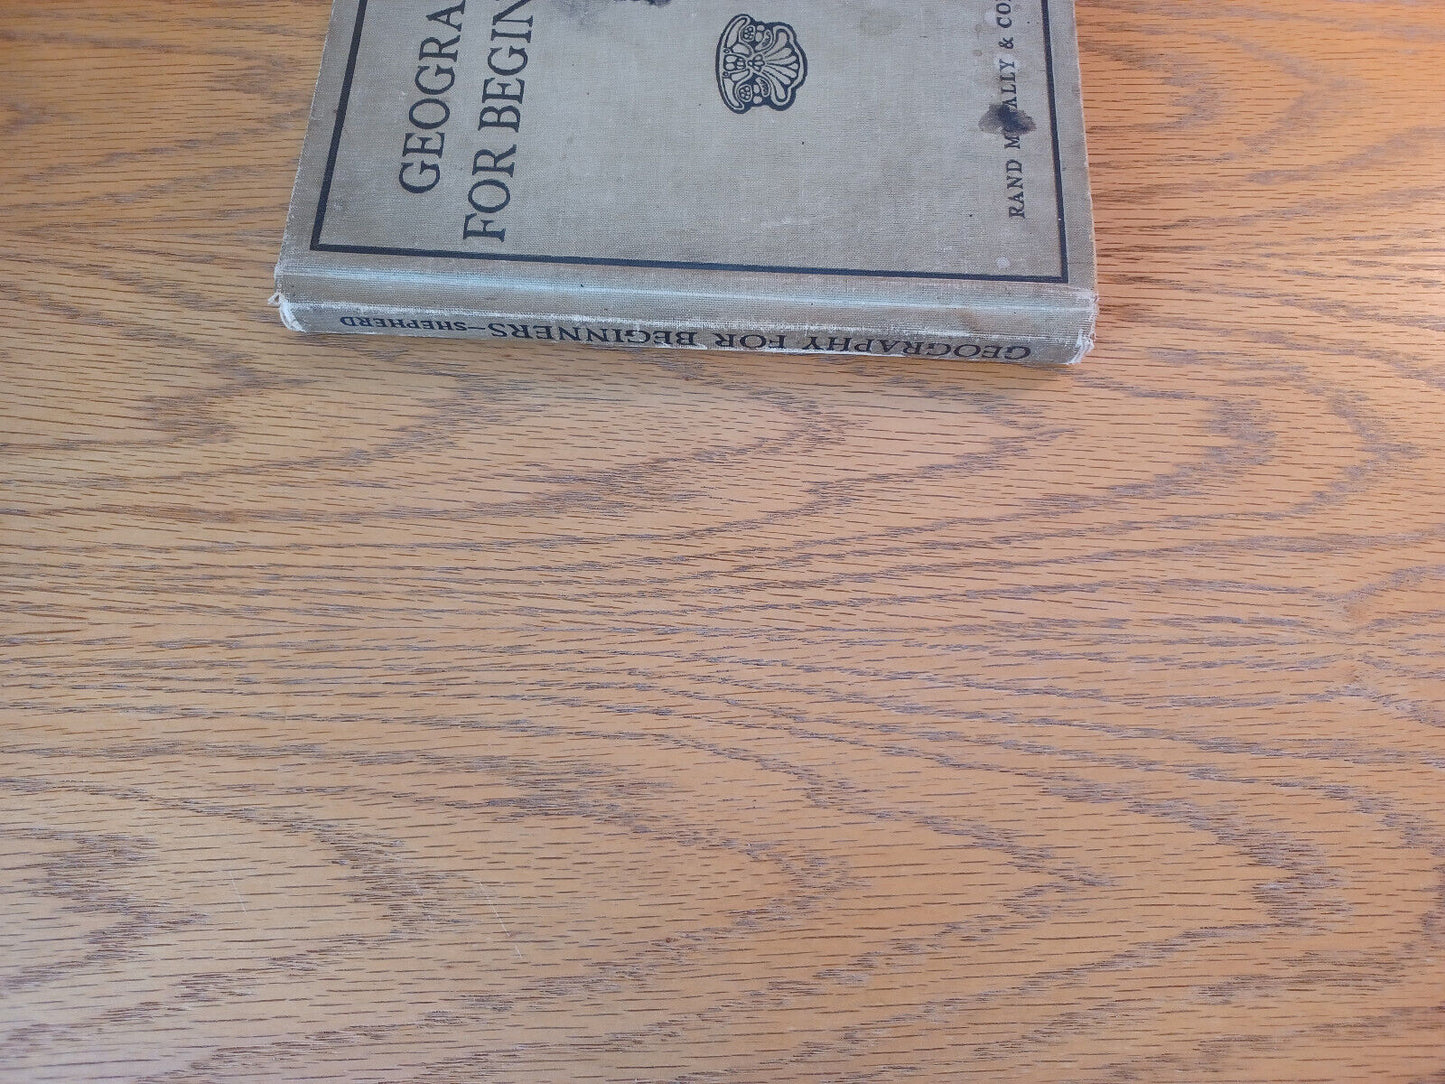 GEOGRA
FOR BEGIN
RAND M ALLY & CO
GEOGRAPHY FOR BEGINNERS—SHEPHERD